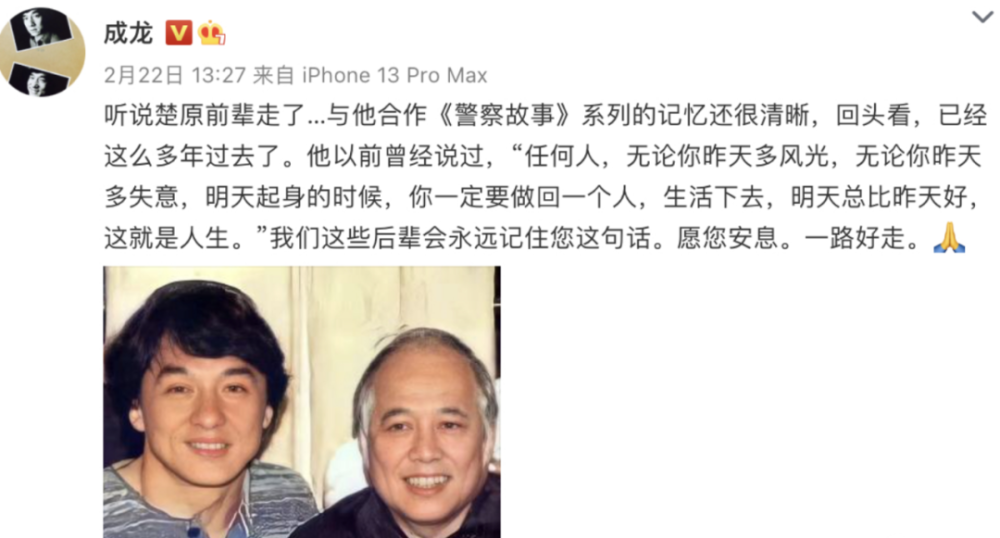 成龙
2月22日 13:27 来自 iPhone 13 Pro Max
听说楚原前辈走了...与他合作《警察故事》系列的记忆还很清晰，回头看，已经
这么多年过去了。他以前曾经说过，“任何人，无论你昨天多风光，无论你昨天
多失意，明天起身的时候，你一定要做回一个人，生活下去，明天总比昨天好，
这就是人生。”我们这些后辈会永远记住您这句话。愿您安息。一路好走。🙏